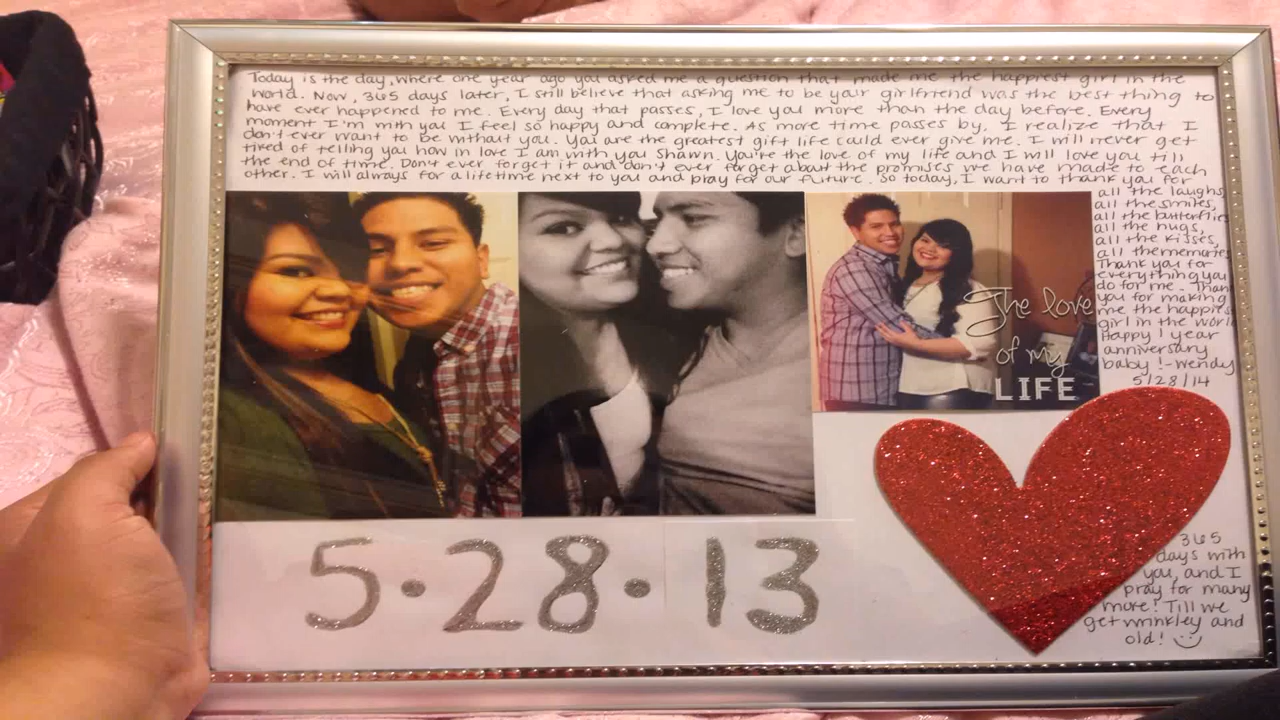 Today is the day, where one year ago you asked me a question that made me the happiest girl in the
world. Now, 365 days later, I still believe that asking me to be your girlfriend was the best thing to
have ever happened to me. Every day that passes, I love you more than the day before. Every
moment I'm with you I feel so happy and complete. As more time passes by, I realize that I
don't ever want to be without you. You are the greatest gift life could ever give me. I will never get
tired of telling you how in love I am with you Shawn. You're the love of my life and I will love you till
the end of time. Don't ever forget it and don't ever forget about the promises we have made to each
other. I will always for a lifetime next to you and pray for our future. So today, I want to thank you for
all the laughs,
all the smiles,
all the butterflies
all the hugs,
all the kisses,
all the memories
Thank you for
everything you
do for me. Thank
you for making
me the happiest
girl in the world
Happy 1 year
anniversary
baby! -Wendy
5/28/14
The love
of my
LIFE
5·28·13
365
days with
you, and I
pray for many
more! Till we
get wrinkley and
old!